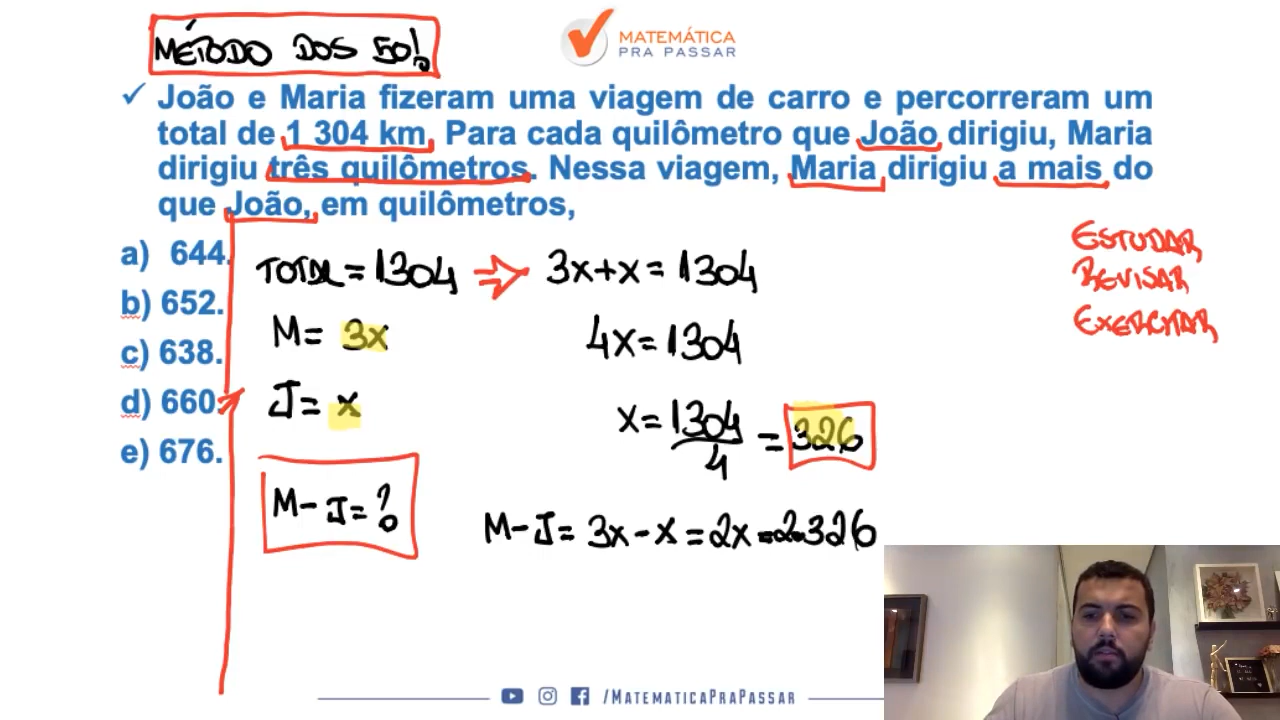 MÉTODO DOS 50!
MATEMÁTICA
PRA PASSAR
✓ João e Maria fizeram uma viagem de carro e percorreram um
total de 1 304 km. Para cada quilômetro que João dirigiu, Maria
dirigiu três quilômetros. Nessa viagem, Maria dirigiu a mais do
que João, em quilômetros,
a) 644.
b) 652.
c) 638.
d) 660.
e) 676.
TOTAL = 1304 ⇒ 3x+x = 1304
M = 3x
4x = 1304
J = x
x = 1304/4 = 326
M - J = ?
M - J = 3x - x = 2x = 2.326
ESTUDAR
REVISAR
EXERCITAR
/MATEMATICAPRAPASSAR